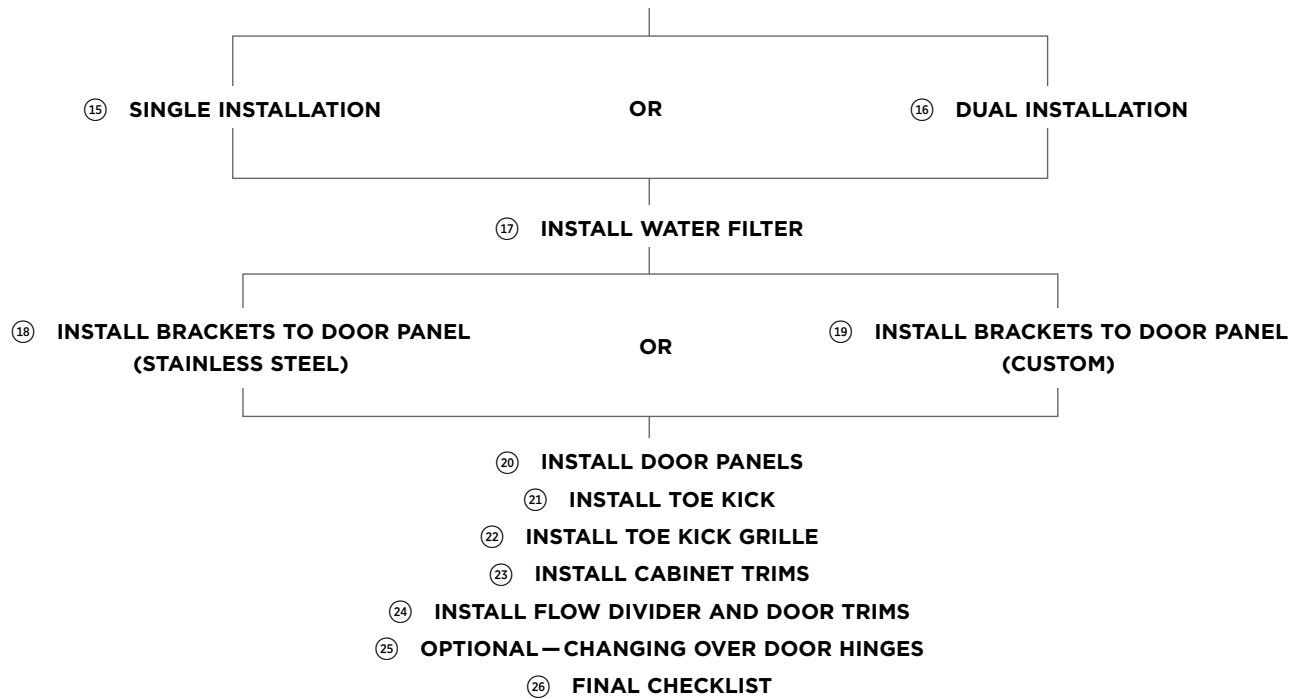 ⑮ SINGLE INSTALLATION
OR
⑯ DUAL INSTALLATION
⑰ INSTALL WATER FILTER
⑱ INSTALL BRACKETS TO DOOR PANEL
(STAINLESS STEEL)
OR
⑲ INSTALL BRACKETS TO DOOR PANEL
(CUSTOM)
⑳ INSTALL DOOR PANELS
㉑ INSTALL TOE KICK
㉒ INSTALL TOE KICK GRILLE
㉓ INSTALL CABINET TRIMS
㉔ INSTALL FLOW DIVIDER AND DOOR TRIMS
㉕ OPTIONAL—CHANGING OVER DOOR HINGES
㉖ FINAL CHECKLIST